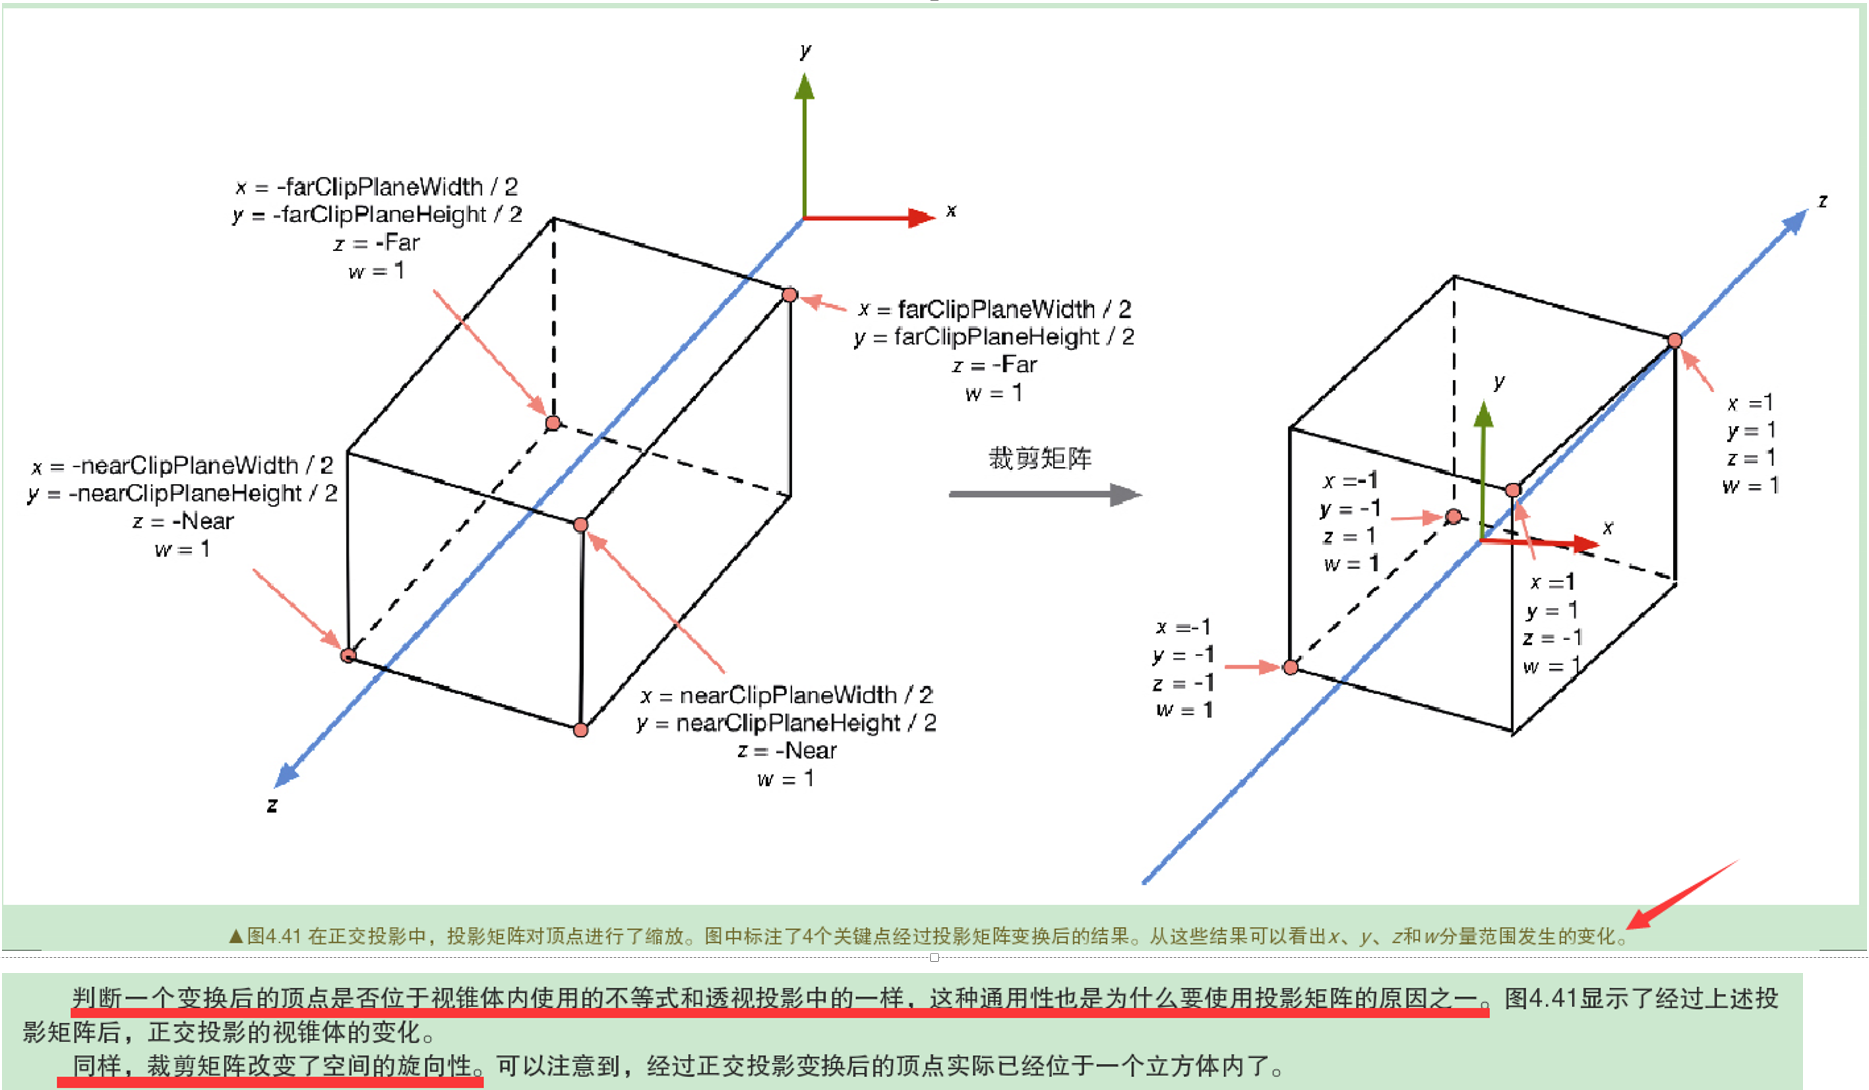 y
x = -farClipPlaneWidth / 2
y = -farClipPlaneHeight / 2
z = -Far
w = 1
x
x = farClipPlaneWidth / 2
y = farClipPlaneHeight / 2
z = -Far
w = 1
x = -nearClipPlaneWidth / 2
y = -nearClipPlaneHeight / 2
z = -Near
w = 1
x = nearClipPlaneWidth / 2
y = nearClipPlaneHeight / 2
z = -Near
w = 1
z
裁剪矩阵
z
y
x
x =1
y = 1
z = 1
w = 1
x =-1
y = -1
z = 1
w = 1
x =1
y = 1
z = -1
w = 1
x =-1
y = -1
z = -1
w = 1
▲图4.41 在正交投影中，投影矩阵对顶点进行了缩放。图中标注了4个关键点经过投影矩阵变换后的结果。从这些结果可以看出x、y、z和w分量范围发生的变化。
判断一个变换后的顶点是否位于视锥体内使用的不等式和透视投影中的一样，这种通用性也是为什么要使用投影矩阵的原因之一。图4.41显示了经过上述投
影矩阵后，正交投影的视锥体的变化。
同样，裁剪矩阵改变了空间的旋向性。可以注意到，经过正交投影变换后的顶点实际已经位于一个立方体内了。